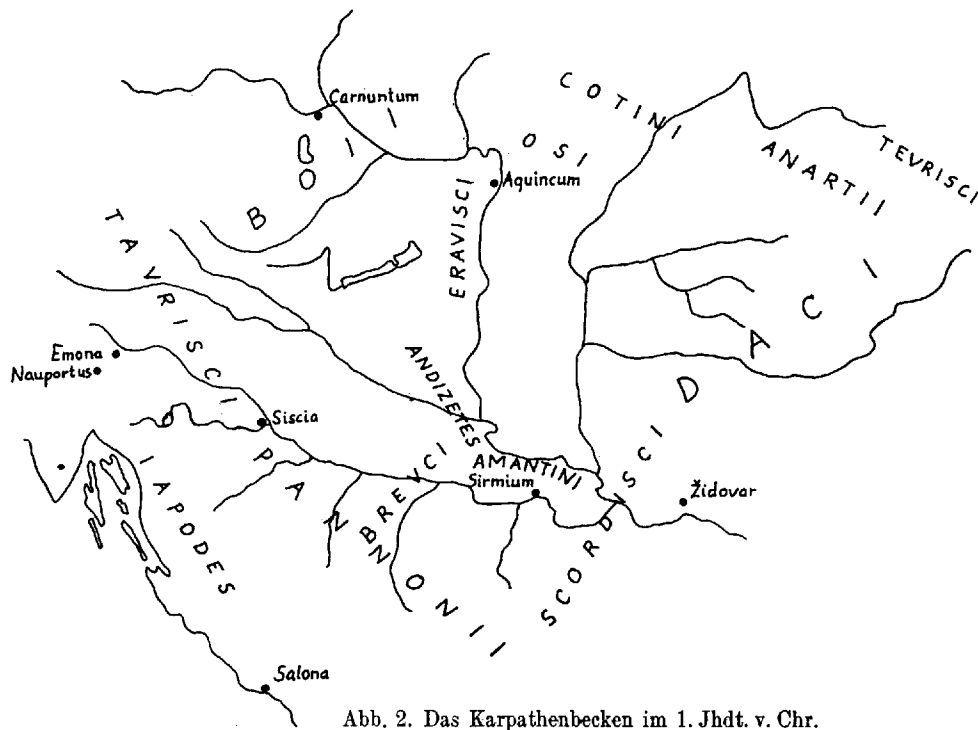 Carnuntum
COTINI
OSI
ANARTII
TEVRISCI
BOII
Aquincum
ERAVISCI
TAVRISCI
DACI
Emona
Nauportus
Siscia
ANDIZETES
IAPODES
PANNONII
BREVCI
AMANTINI
Sirmium
SCORDISCI
Židovar
Salona
Abb. 2. Das Karpathenbecken im 1. Jhdt. v. Chr.